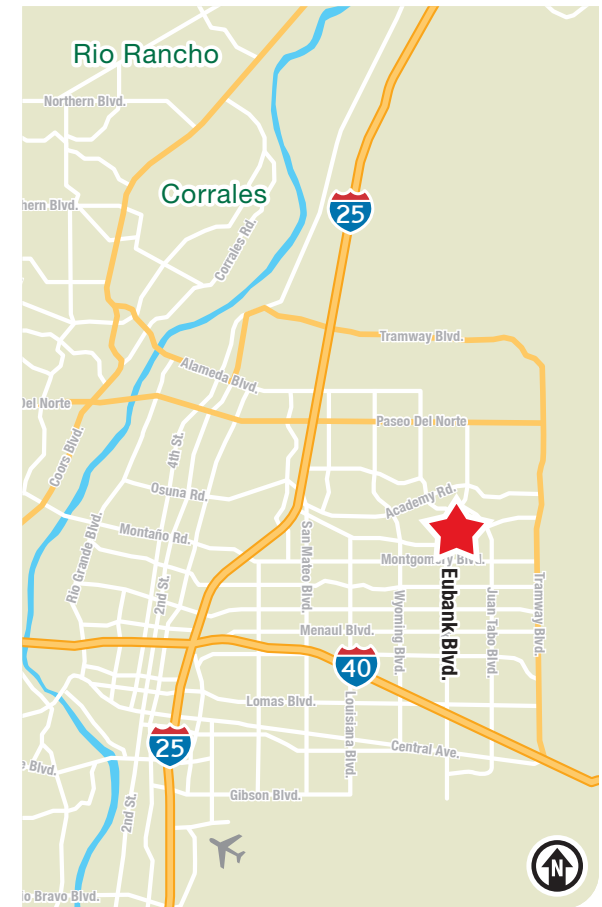 Rio Rancho
Northern Blvd.
Corrales
hern Blvd.
25
Corrales Rd.
Tramway Blvd.
Alameda Blvd.
Del Norte
Paseo Del Norte
Coors Blvd.
4th St.
Osuna Rd.
Academy Rd.
Montaño Rd.
Rio Grande Blvd.
2nd St.
San Mateo Blvd.
Montgomery Blvd.
Eubank Blvd.
Wyoming Blvd.
Juan Tabo Blvd.
Tramway Blvd.
Menaul Blvd.
40
Lomas Blvd.
Louisiana Blvd.
25
Central Ave.
e Blvd.
Gibson Blvd.
2nd St.
N
io Bravo Blvd.